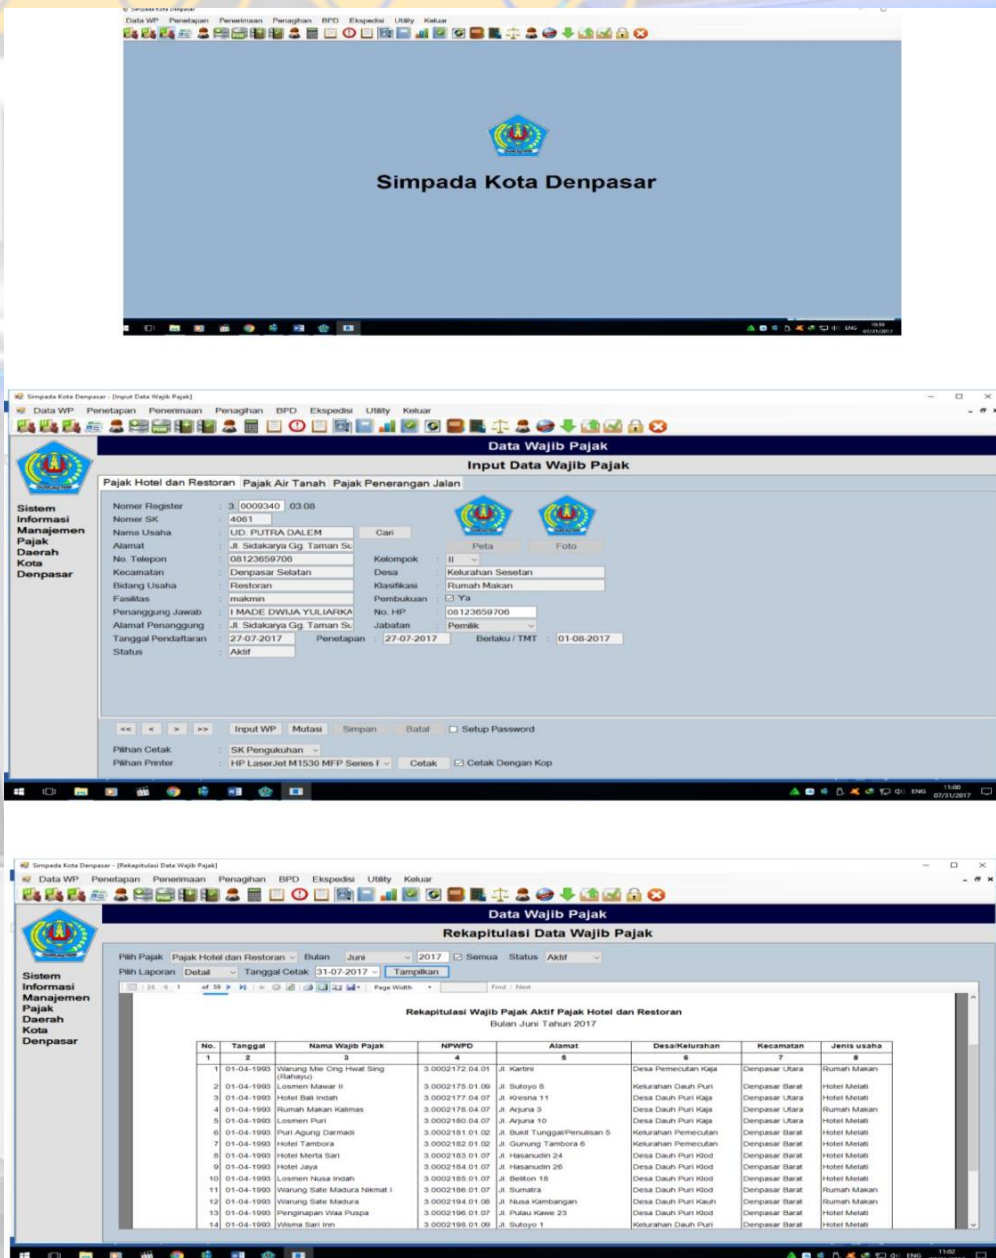 Simpada Kota Denpasar
Data WP Penetapan Penerimaan Penagihan BPD Ekspedisi Utility Keluar
Simpada Kota Denpasar
ENG 10:59
07/31/2017
Simpada Kota Denpasar - [Input Data Wajib Pajak]
Data WP Penetapan Penerimaan Penagihan BPD Ekspedisi Utility Keluar
Data Wajib Pajak
Input Data Wajib Pajak
Pajak Hotel dan Restoran Pajak Air Tanah Pajak Penerangan Jalan
Sistem
Informasi
Manajemen
Pajak
Daerah
Kota
Denpasar
Nomer Register : 3. 0009340 .03.08
Nomer SK : 4061
Nama Usaha : UD. PUTRA DALEM Cari
Alamat : Jl. Sidakarya Gg. Taman Su Peta Foto
No. Telepon : 08123659706 Kelompok : II
Kecamatan : Denpasar Selatan Desa : Kelurahan Sesetan
Bidang Usaha : Restoran Klasifikasi : Rumah Makan
Fasilitas : makmin Pembukuan : Ya
Penanggung Jawab : I MADE DWIJA YULIARKA No. HP : 08123659706
Alamat Penanggung : Jl. Sidakarya Gg. Taman Su Jabatan : Pemilik
Tanggal Pendaftaran : 27-07-2017 Penetapan : 27-07-2017 Berlaku / TMT : 01-08-2017
Status : Aktif
<< < > >> Input WP Mutasi Simpan Batal Setup Password
Pilihan Cetak : SK Pengukuhan
Pilihan Printer : HP LaserJet M1530 MFP Series F Cetak Cetak Dengan Kop
ENG 11:00
07/31/2017
Simpada Kota Denpasar - [Rekapitulasi Data Wajib Pajak]
Data WP Penetapan Penerimaan Penagihan BPD Ekspedisi Utility Keluar
Data Wajib Pajak
Rekapitulasi Data Wajib Pajak
Sistem
Informasi
Manajemen
Pajak
Daerah
Kota
Denpasar
Pilih Pajak Pajak Hotel dan Restoran Bulan Juni 2017 Semua Status Aktif
Pilih Laporan Detail Tanggal Cetak 31-07-2017 Tampilkan
1 of 59 Page Width Find Next
Rekapitulasi Wajib Pajak Aktif Pajak Hotel dan Restoran
Bulan Juni Tahun 2017
No. Tanggal Nama Wajib Pajak NPWPD Alamat Desa/Kelurahan Kecamatan Jenis usaha
1 2 3 4 5 6 7 8
1 01-04-1993 Warung Mie Ong Hwat Sing (Rahayu) 3.0002172.04.01 Jl. Kartini Desa Pemecutan Kaja Denpasar Utara Rumah Makan
2 01-04-1993 Losmen Mawar II 3.0002175.01.09 Jl. Sutoyo 8 Kelurahan Dauh Puri Denpasar Barat Hotel Melati
3 01-04-1993 Hotel Bali Indah 3.0002177.04.07 Jl. Kresna 11 Desa Dauh Puri Kaja Denpasar Utara Hotel Melati
4 01-04-1993 Rumah Makan Kalimas 3.0002178.04.07 Jl. Arjuna 3 Desa Dauh Puri Kaja Denpasar Utara Rumah Makan
5 01-04-1993 Losmen Puri 3.0002180.04.07 Jl. Arjuna 10 Desa Dauh Puri Kaja Denpasar Utara Hotel Melati
6 01-04-1993 Puri Agung Darmadi 3.0002181.01.02 Jl. Bukit Tunggal/Penulisan 5 Kelurahan Pemecutan Denpasar Barat Hotel Melati
7 01-04-1993 Hotel Tambora 3.0002182.01.02 Jl. Gunung Tambora 6 Kelurahan Pemecutan Denpasar Barat Hotel Melati
8 01-04-1993 Hotel Merta Sari 3.0002183.01.07 Jl. Hasanudin 24 Desa Dauh Puri Klod Denpasar Barat Hotel Melati
9 01-04-1993 Hotel Jaya 3.0002184.01.07 Jl. Hasanudin 26 Desa Dauh Puri Klod Denpasar Barat Hotel Melati
10 01-04-1993 Losmen Nusa Indah 3.0002185.01.07 Jl. Beliton 18 Desa Dauh Puri Klod Denpasar Barat Hotel Melati
11 01-04-1993 Warung Sate Madura Nikmat I 3.0002186.01.07 Jl. Sumatra Desa Dauh Puri Klod Denpasar Barat Rumah Makan
12 01-04-1993 Warung Sate Madura 3.0002194.01.08 Jl. Nusa Kambangan Desa Dauh Puri Kauh Denpasar Barat Rumah Makan
13 01-04-1993 Penginapan Waa Puspa 3.0002196.01.07 Jl. Pulau Kawe 23 Desa Dauh Puri Klod Denpasar Barat Hotel Melati
14 01-04-1993 Wisma Sari Inn 3.0002198.01.09 Jl. Sutoyo 1 Kelurahan Dauh Puri Denpasar Barat Hotel Melati
ENG 11:02